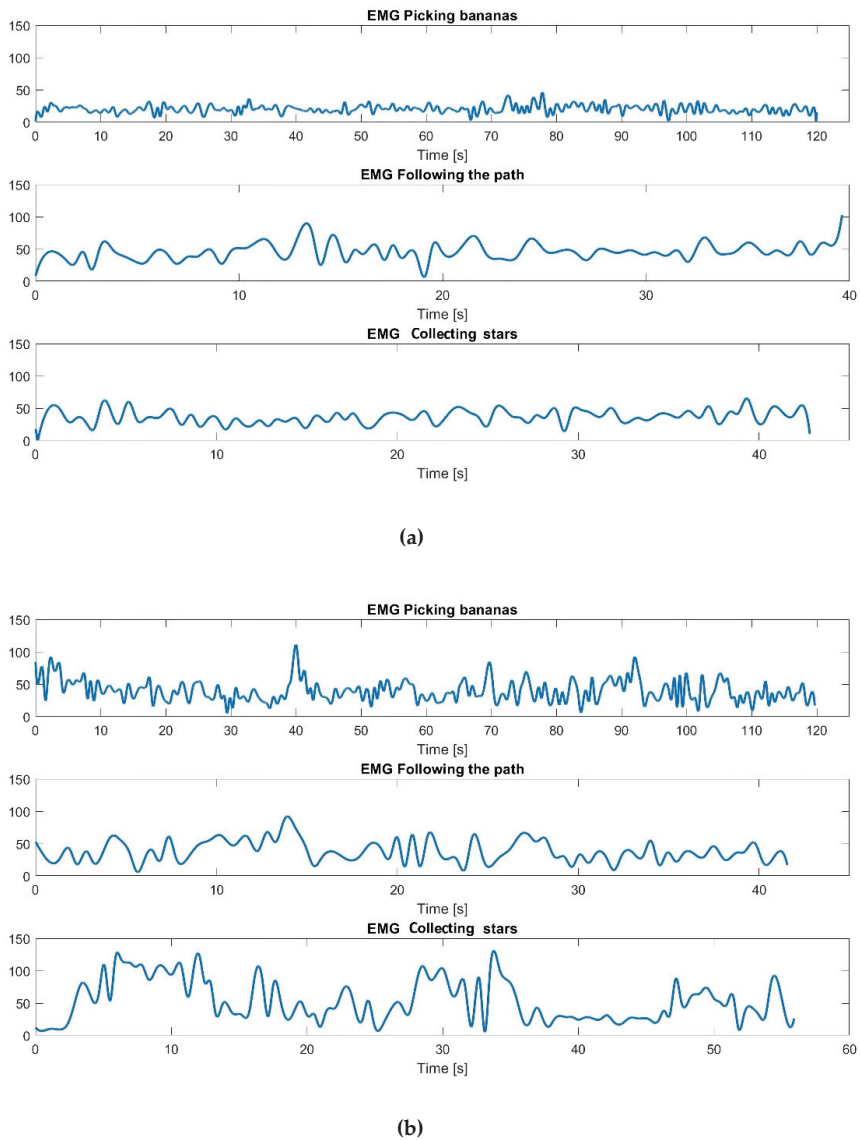 EMG Picking bananas
150
100
50
0
0 10 20 30 40 50 60 70 80 90 100 110 120
Time [s]
EMG Following the path
150
100
50
0
0 10 20 30 40
Time [s]
EMG Collecting stars
150
100
50
0
0 10 20 30 40
Time [s]
(a)
EMG Picking bananas
150
100
50
0
0 10 20 30 40 50 60 70 80 90 100 110 120
Time [s]
EMG Following the path
150
100
50
0
0 10 20 30 40
Time [s]
EMG Collecting stars
150
100
50
0
0 10 20 30 40 50 60
Time [s]
(b)